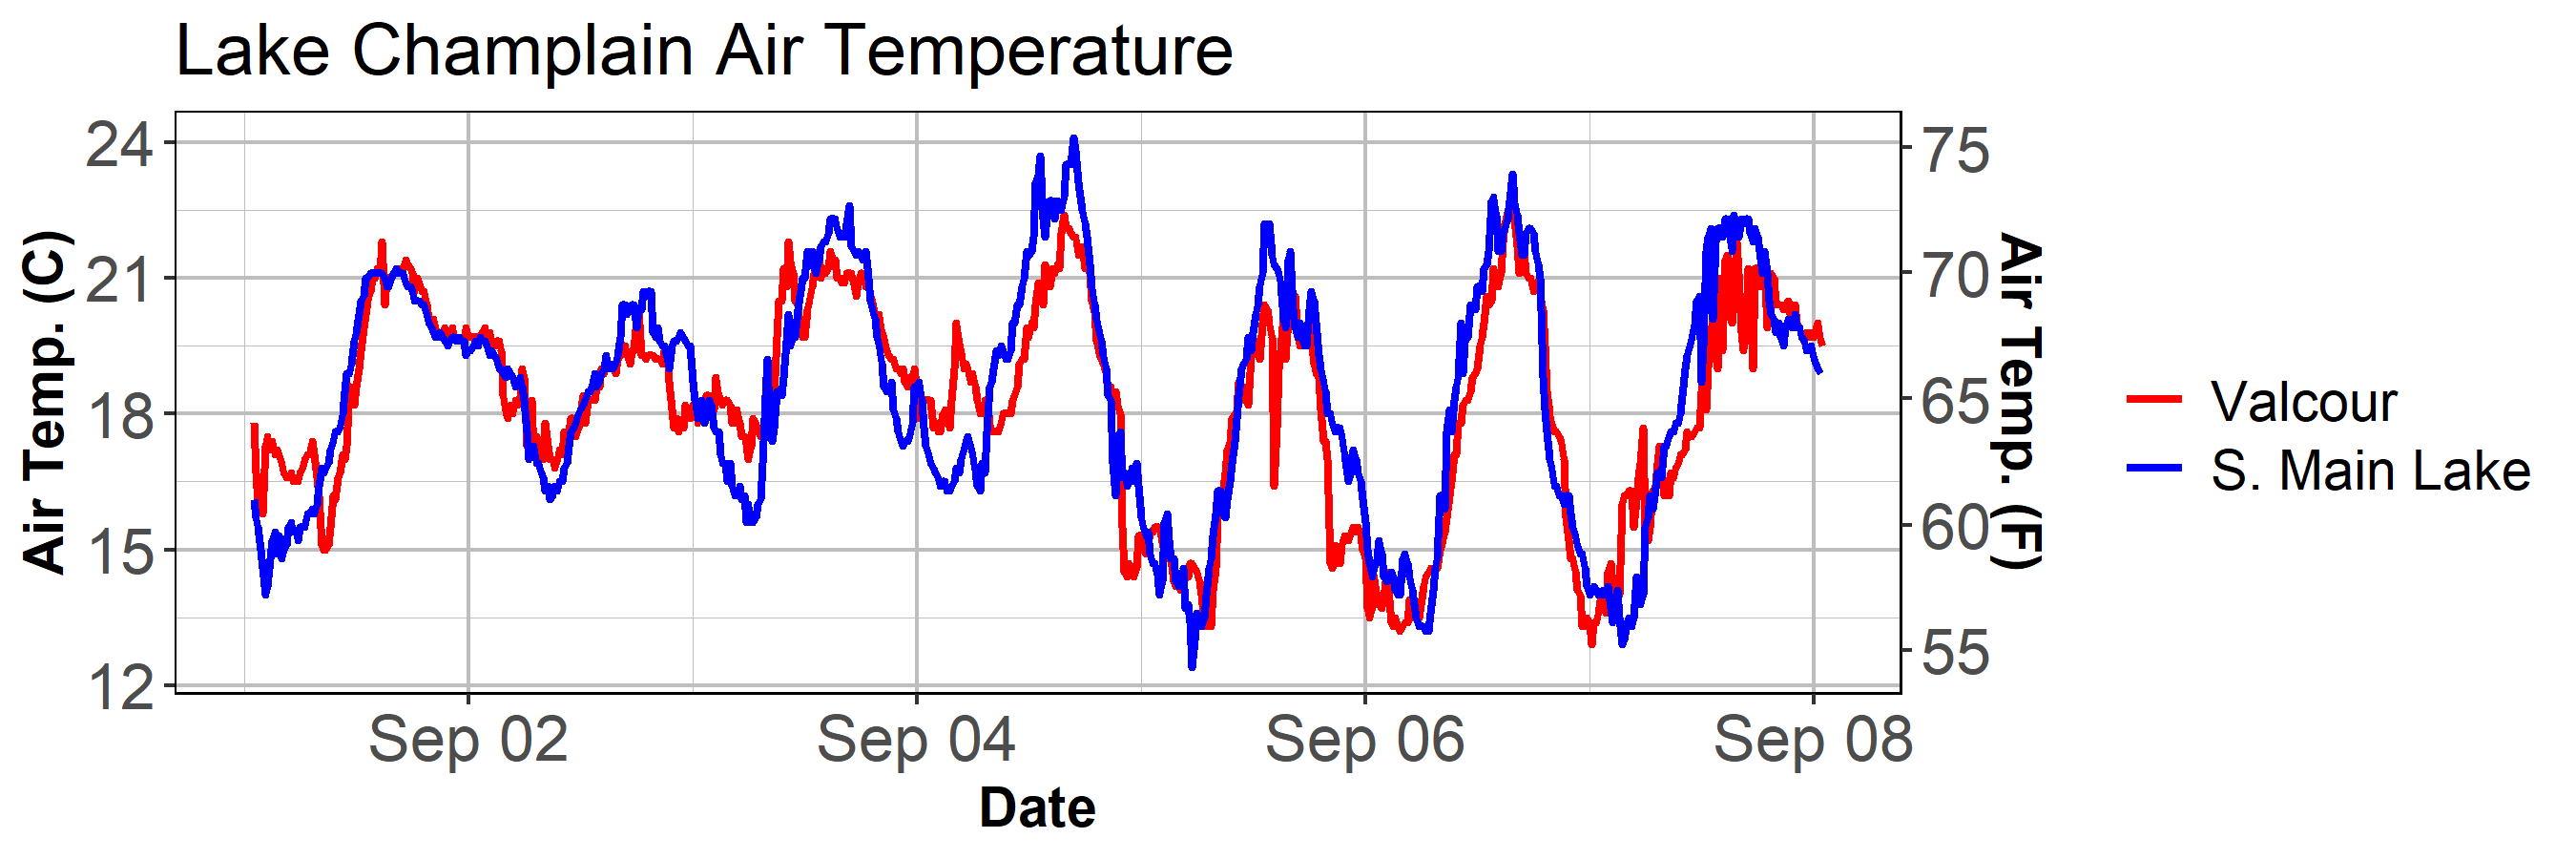 Lake Champlain Air Temperature
Air Temp. (C)
24
21
18
15
12
75
70
65
60
55
Air Temp. (F)
Sep 02
Sep 04
Sep 06
Sep 08
Date
Valcour
S. Main Lake